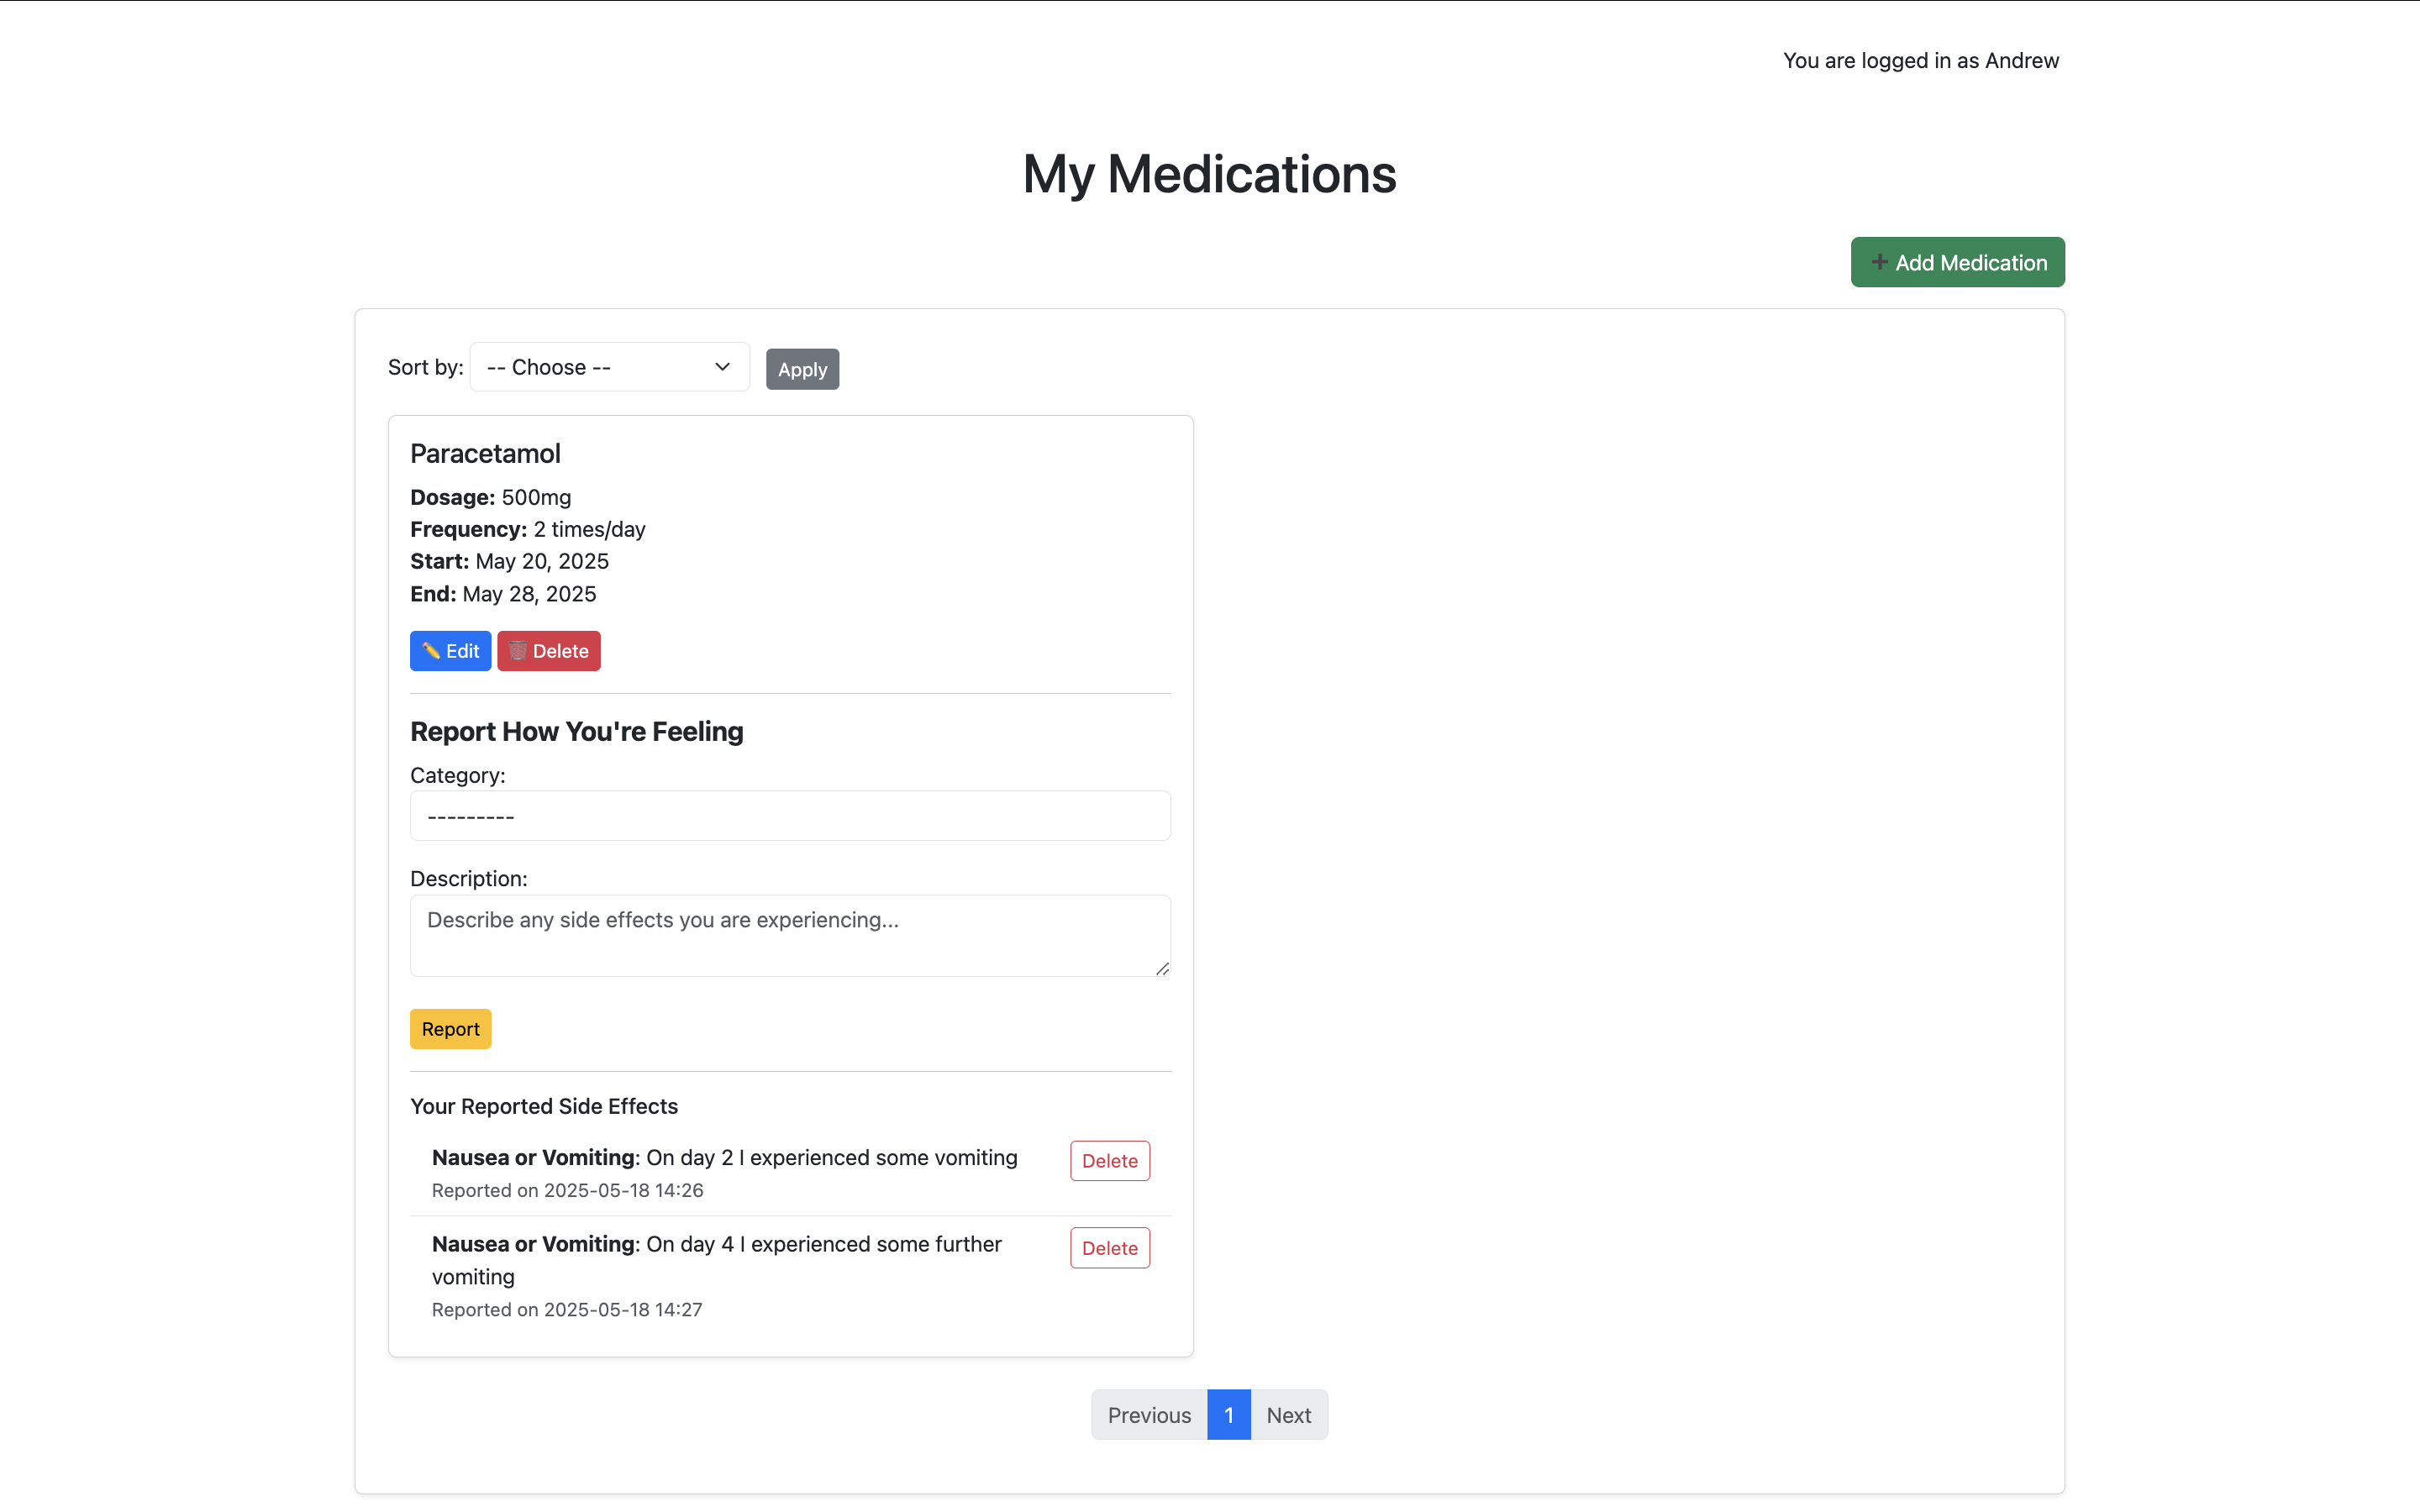 You are logged in as Andrew
My Medications
➕ Add Medication
Sort by: -- Choose -- Apply
Paracetamol
Dosage: 500mg
Frequency: 2 times/day
Start: May 20, 2025
End: May 28, 2025
✏️ Edit 🗑️ Delete
Report How You're Feeling
Category:
---------
Description:
Describe any side effects you are experiencing...
Report
Your Reported Side Effects
Nausea or Vomiting: On day 2 I experienced some vomiting Delete
Reported on 2025-05-18 14:26
Nausea or Vomiting: On day 4 I experienced some further Delete
vomiting
Reported on 2025-05-18 14:27
Previous 1 Next